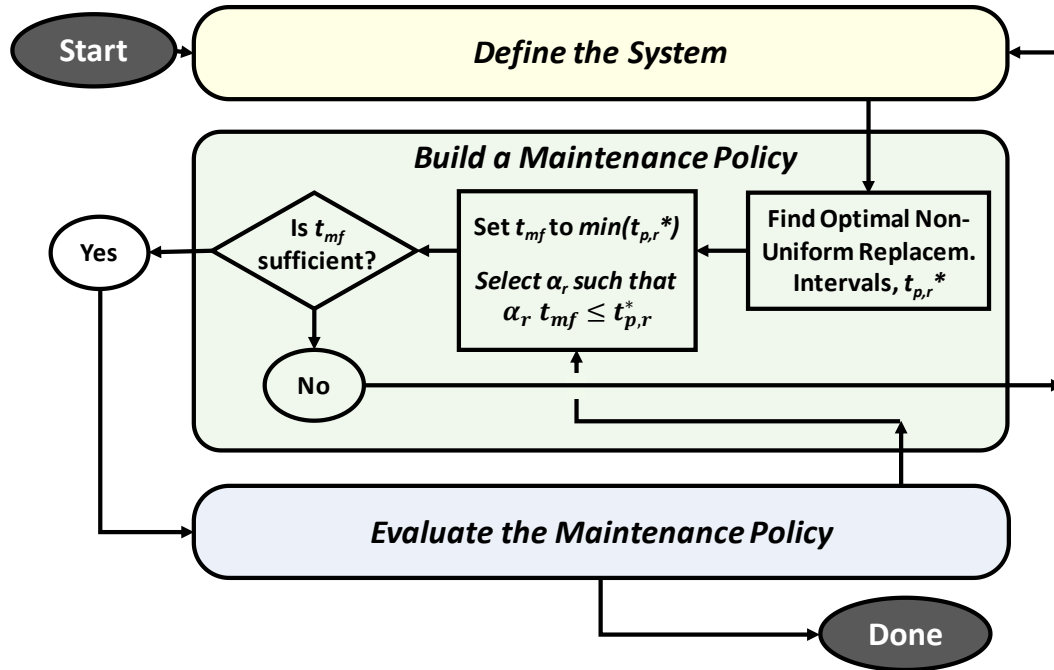 Start
Define the System
Build a Maintenance Policy
Yes
Is t_mf
sufficient?
Set t_mf to min(t_p,r*)
Select α_r such that
α_r t_mf ≤ t*_p,r
Find Optimal Non-
Uniform Replacem.
Intervals, t_p,r*
No
Evaluate the Maintenance Policy
Done